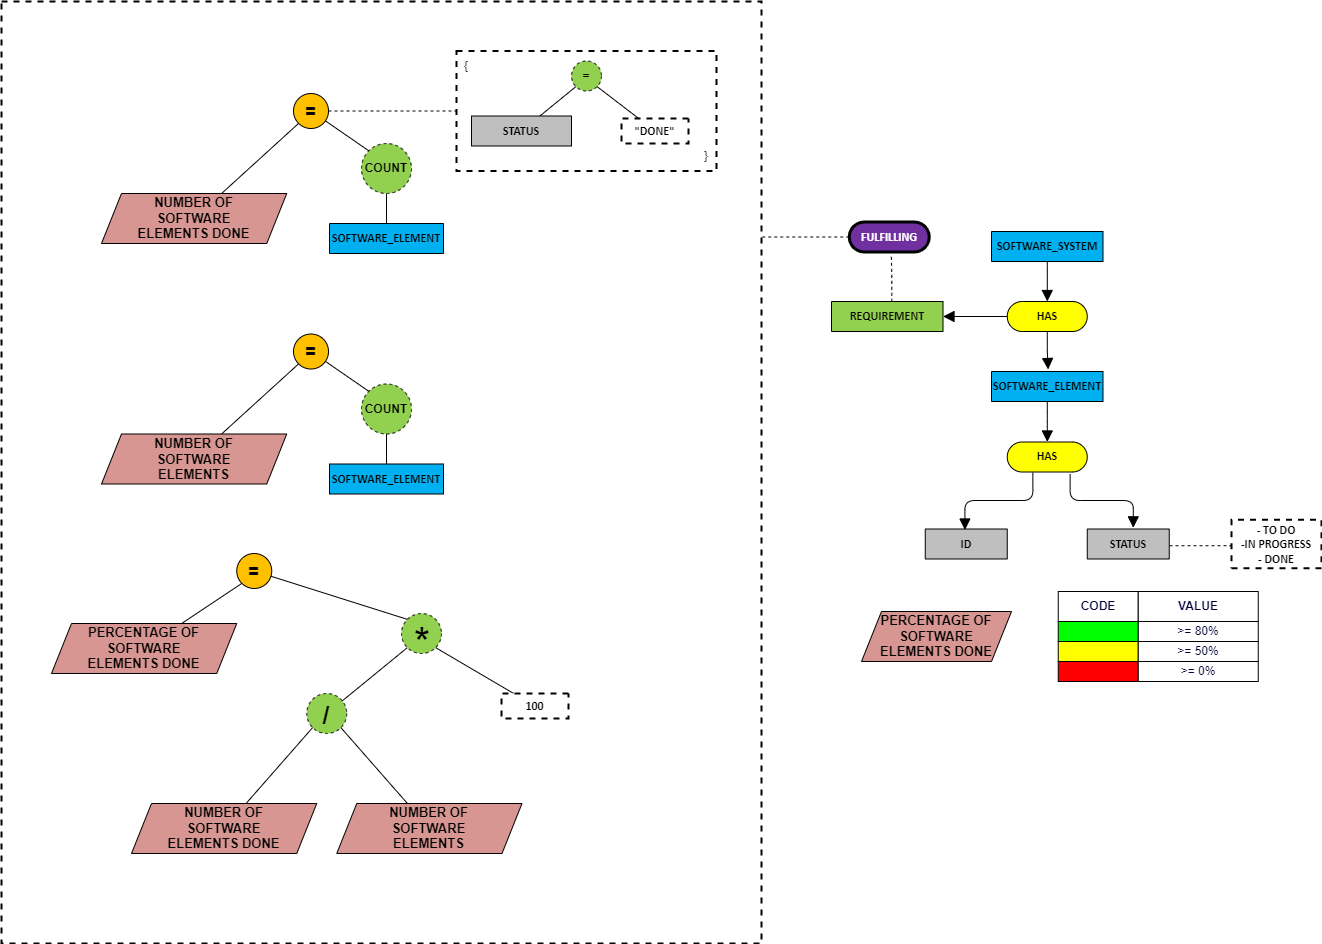 {
=
STATUS
"DONE"
}
=
COUNT
NUMBER OF
SOFTWARE
ELEMENTS DONE
SOFTWARE_ELEMENT
=
COUNT
NUMBER OF
SOFTWARE
ELEMENTS
SOFTWARE_ELEMENT
=
PERCENTAGE OF
SOFTWARE
ELEMENTS DONE
*
/
100
NUMBER OF
SOFTWARE
ELEMENTS DONE
NUMBER OF
SOFTWARE
ELEMENTS
FULFILLING
SOFTWARE_SYSTEM
REQUIREMENT
HAS
SOFTWARE_ELEMENT
HAS
ID
STATUS
- TO DO
-IN PROGRESS
- DONE
PERCENTAGE OF
SOFTWARE
ELEMENTS DONE
CODE VALUE
>= 80%
>= 50%
>= 0%